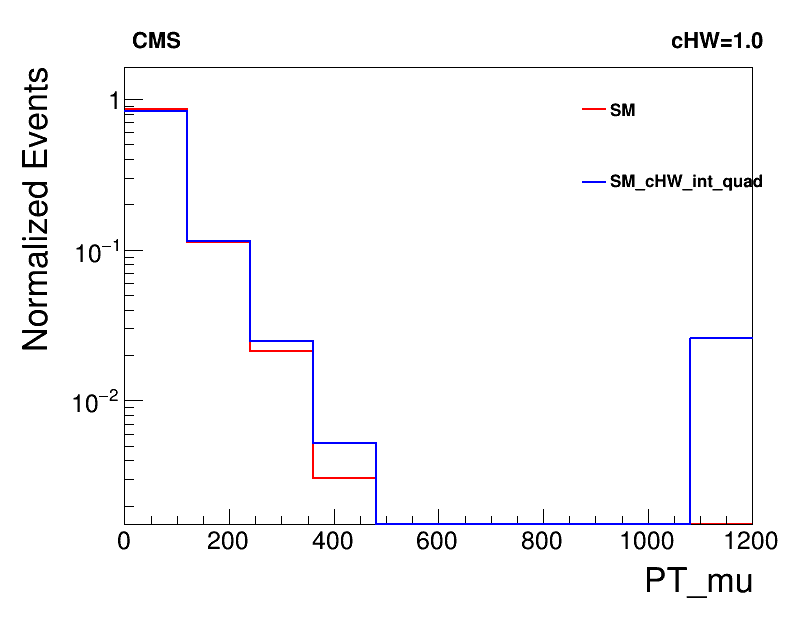 CMS
cHW=1.0
Normalized Events
1
10⁻¹
10⁻²
SM
SM_cHW_int_quad
0 200 400 600 800 1000 1200
PT_mu